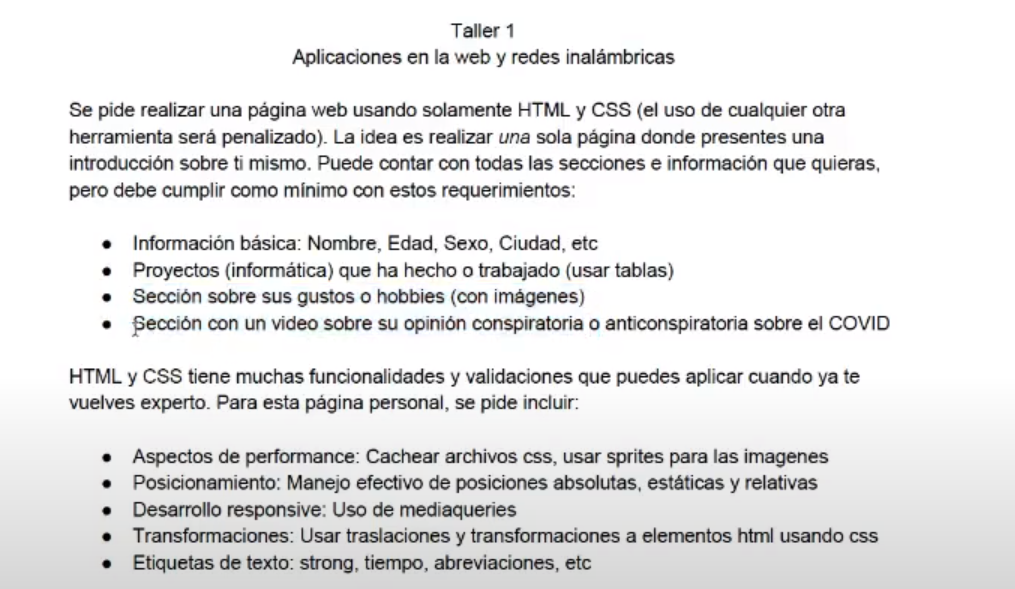 Taller 1
Aplicaciones en la web y redes inalámbricas
Se pide realizar una página web usando solamente HTML y CSS (el uso de cualquier otra
herramienta será penalizado). La idea es realizar una sola página donde presentes una
introducción sobre ti mismo. Puede contar con todas las secciones e información que quieras,
pero debe cumplir como mínimo con estos requerimientos:
● Información básica: Nombre, Edad, Sexo, Ciudad, etc
● Proyectos (informática) que ha hecho o trabajado (usar tablas)
● Sección sobre sus gustos o hobbies (con imágenes)
● Sección con un video sobre su opinión conspiratoria o anticonspiratoria sobre el COVID
HTML y CSS tiene muchas funcionalidades y validaciones que puedes aplicar cuando ya te
vuelves experto. Para esta página personal, se pide incluir:
● Aspectos de performance: Cachear archivos css, usar sprites para las imagenes
● Posicionamiento: Manejo efectivo de posiciones absolutas, estáticas y relativas
● Desarrollo responsive: Uso de mediaqueries
● Transformaciones: Usar traslaciones y transformaciones a elementos html usando css
● Etiquetas de texto: strong, tiempo, abreviaciones, etc